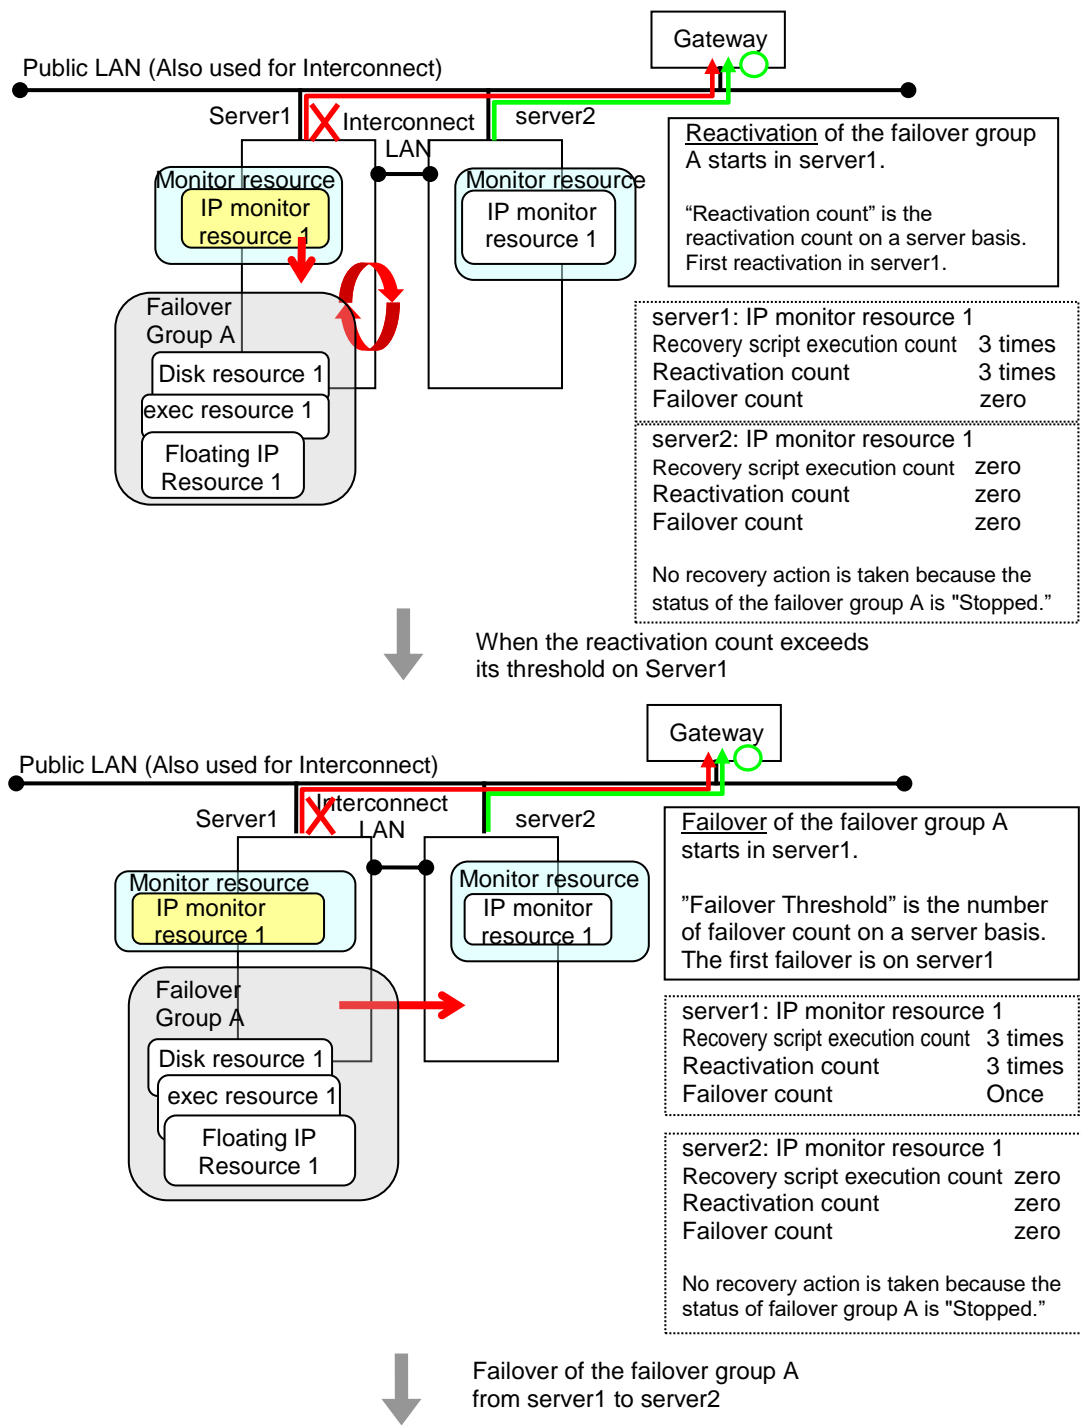 Gateway
Public LAN (Also used for Interconnect)
Server1
Interconnect
LAN
server2
Monitor resource
IP monitor
resource 1
Monitor resource
IP monitor
resource 1
Failover
Group A
Disk resource 1
exec resource 1
Floating IP
Resource 1
Reactivation of the failover group
A starts in server1.
“Reactivation count” is the
reactivation count on a server basis.
First reactivation in server1.
server1: IP monitor resource 1
Recovery script execution count 3 times
Reactivation count 3 times
Failover count zero
server2: IP monitor resource 1
Recovery script execution count zero
Reactivation count zero
Failover count zero
No recovery action is taken because the
status of the failover group A is "Stopped.”
When the reactivation count exceeds
its threshold on Server1
Gateway
Public LAN (Also used for Interconnect)
Server1
Interconnect
LAN
server2
Monitor resource
IP monitor
resource 1
Monitor resource
IP monitor
resource 1
Failover
Group A
Disk resource 1
exec resource 1
Floating IP
Resource 1
Failover of the failover group A
starts in server1.
”Failover Threshold” is the number
of failover count on a server basis.
The first failover is on server1
server1: IP monitor resource 1
Recovery script execution count 3 times
Reactivation count 3 times
Failover count Once
server2: IP monitor resource 1
Recovery script execution count zero
Reactivation count zero
Failover count zero
No recovery action is taken because the
status of failover group A is "Stopped.”
Failover of the failover group A
from server1 to server2